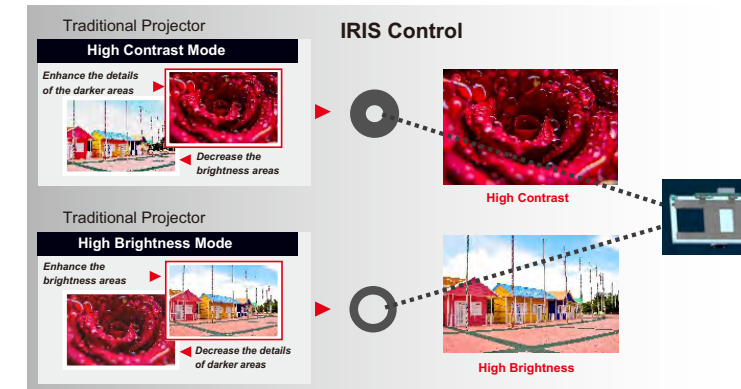 Traditional Projector
IRIS Control
High Contrast Mode
Enhance the details
of the darker areas
Decrease the
brightness areas
High Contrast
Traditional Projector
High Brightness Mode
Enhance the
brightness areas
Decrease the details
of darker areas
High Brightness